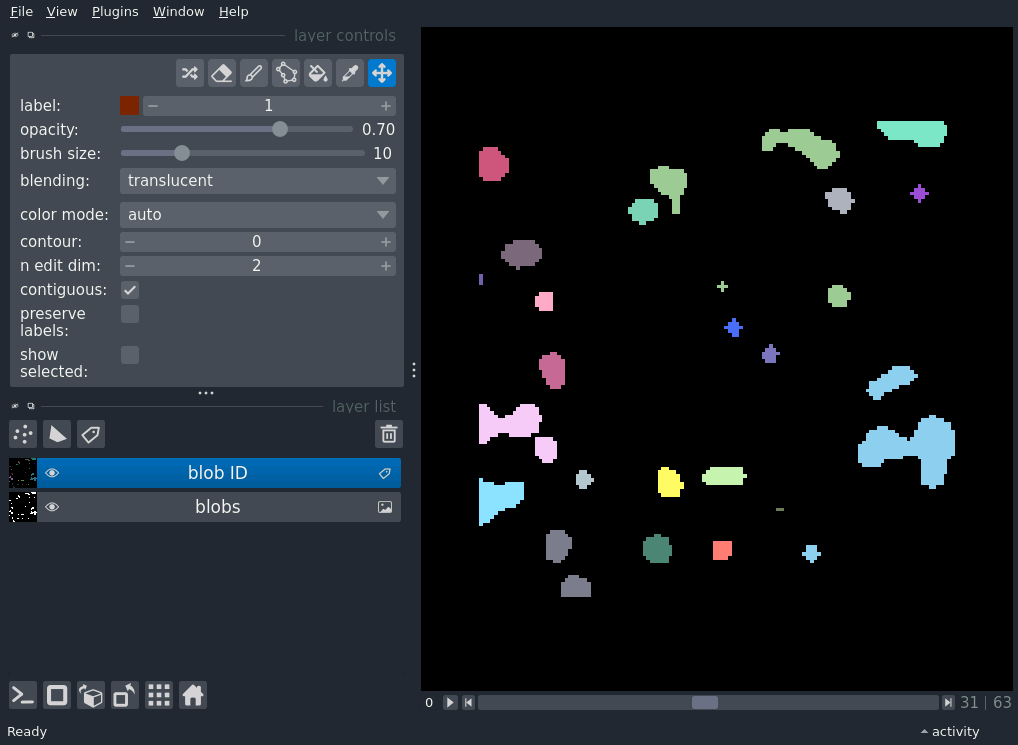 File View Plugins Window Help
layer controls
label: 1
opacity: 0.70
brush size: 10
blending: translucent
color mode: auto
contour: 0
n edit dim: 2
contiguous:
preserve
labels:
show
selected:
layer list
blob ID
blobs
0 31 | 63
Ready activity